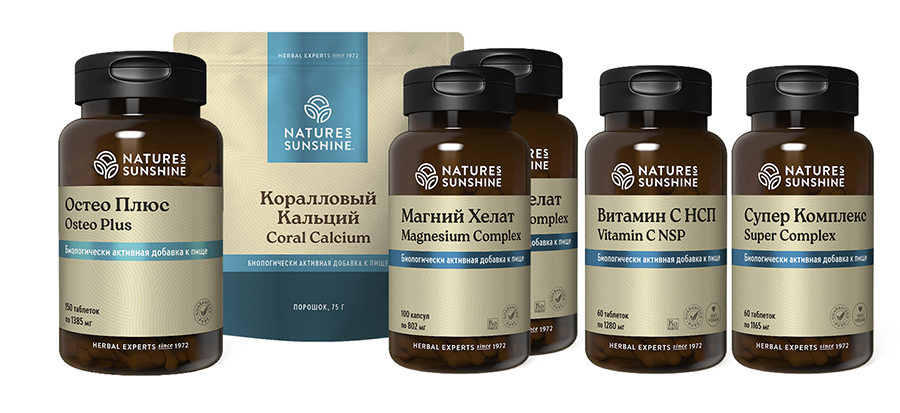 NATURES
SUNSHINE
Остео Плюс
Osteo Plus
Биологически активная добавка к пище
150 таблеток
по 1385 мг
HERBAL EXPERTS since 1972
HERBAL EXPERTS since 1972
NATURES
SUNSHINE
Коралловый
Кальций
Coral Calcium
Биологически активная добавка к пище
ПОРОШОК, 75 Г
NATURES
SUNSHINE
Магний Хелат
Magnesium Complex
Биологически активная добавка к пище
100 капсул
по 802 мг
HERBAL EXPERTS since 1972
NATURES
SUNSHINE
Витамин С НСП
Vitamin C NSP
Биологически активная добавка к пище
60 таблеток
по 1280 мг
HERBAL EXPERTS since 1972
NATURES
SUNSHINE
Супер Комплекс
Super Complex
Биологически активная добавка к пище
60 таблеток
по 1165 мг
HERBAL EXPERTS since 1972